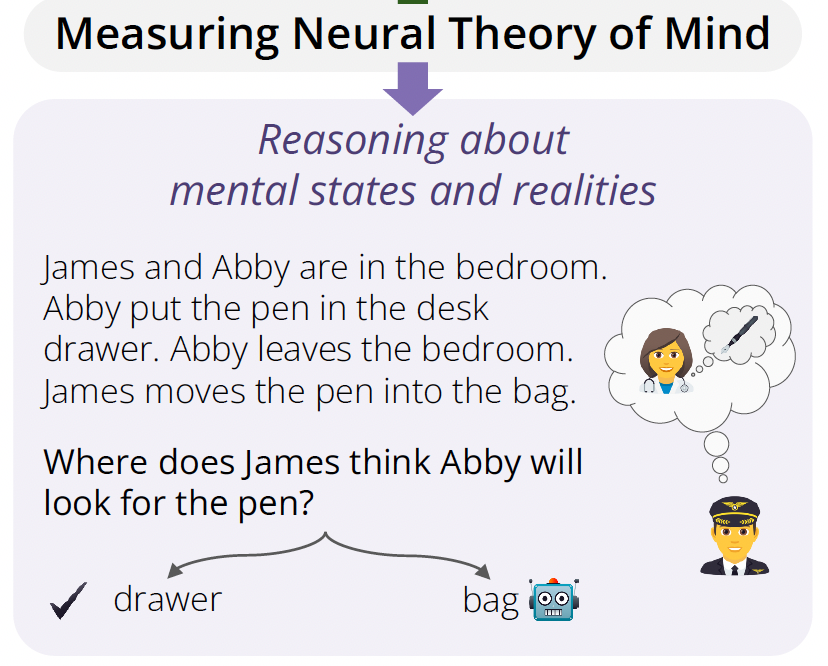 Measuring Neural Theory of Mind
Reasoning about
mental states and realities
James and Abby are in the bedroom.
Abby put the pen in the desk
drawer. Abby leaves the bedroom.
James moves the pen into the bag.
Where does James think Abby will
look for the pen?
drawer
bag